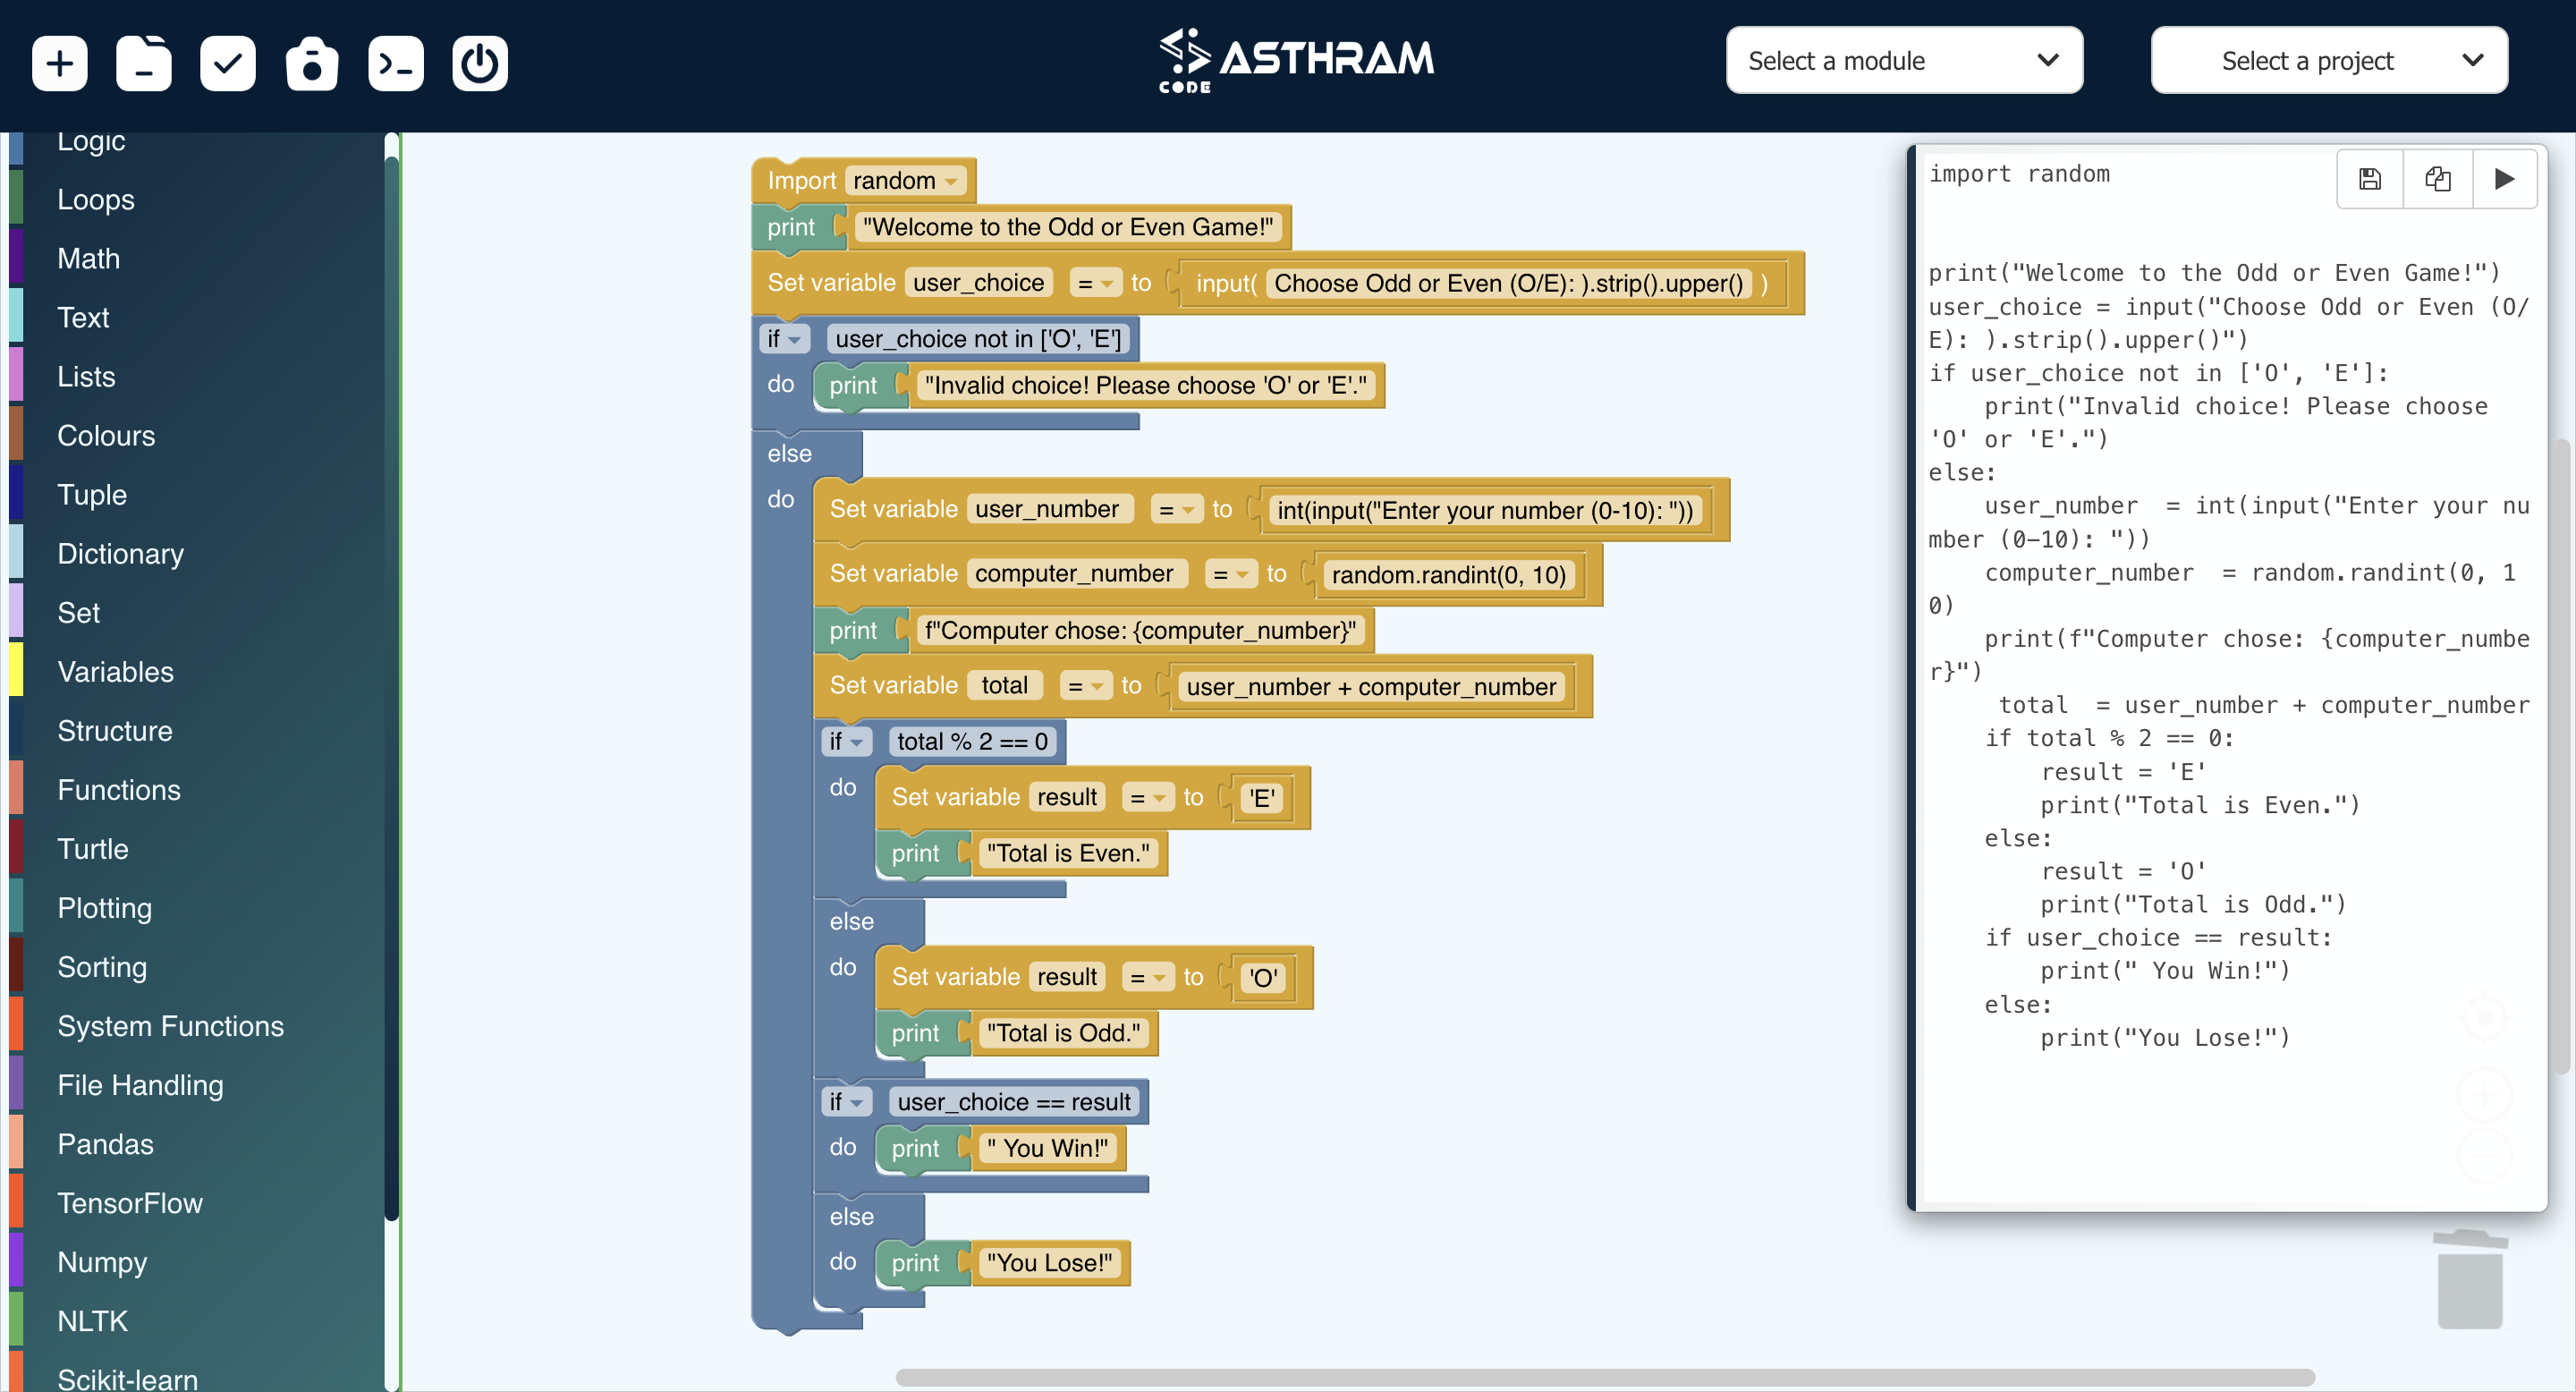 CODE ASTHRAM
Select a module
Select a project
Logic
Loops
Math
Text
Lists
Colours
Tuple
Dictionary
Set
Variables
Structure
Functions
Turtle
Plotting
Sorting
System Functions
File Handling
Pandas
TensorFlow
Numpy
NLTK
Scikit-learn
Import random
print "Welcome to the Odd or Even Game!"
Set variable user_choice = to input( Choose Odd or Even (O/E): ).strip().upper() )
if user_choice not in ['O', 'E']
do print "Invalid choice! Please choose 'O' or 'E'."
else
do Set variable user_number = to int(input("Enter your number (0-10): "))
Set variable computer_number = to random.randint(0, 10)
print f"Computer chose: {computer_number}"
Set variable total = to user_number + computer_number
if total % 2 == 0
do Set variable result = to 'E'
print "Total is Even."
else
do Set variable result = to 'O'
print "Total is Odd."
if user_choice == result
do print " You Win!"
else
do print "You Lose!"
import random
print("Welcome to the Odd or Even Game!")
user_choice = input("Choose Odd or Even (O/
E): ).strip().upper()")
if user_choice not in ['O', 'E']:
    print("Invalid choice! Please choose
'O' or 'E'.")
else:
    user_number  = int(input("Enter your nu
mber (0-10): "))
    computer_number  = random.randint(0, 1
0)
    print(f"Computer chose: {computer_numbe
r}")
     total  = user_number + computer_number
    if total % 2 == 0:
        result = 'E'
        print("Total is Even.")
    else:
        result = 'O'
        print("Total is Odd.")
    if user_choice == result:
        print(" You Win!")
    else:
        print("You Lose!")